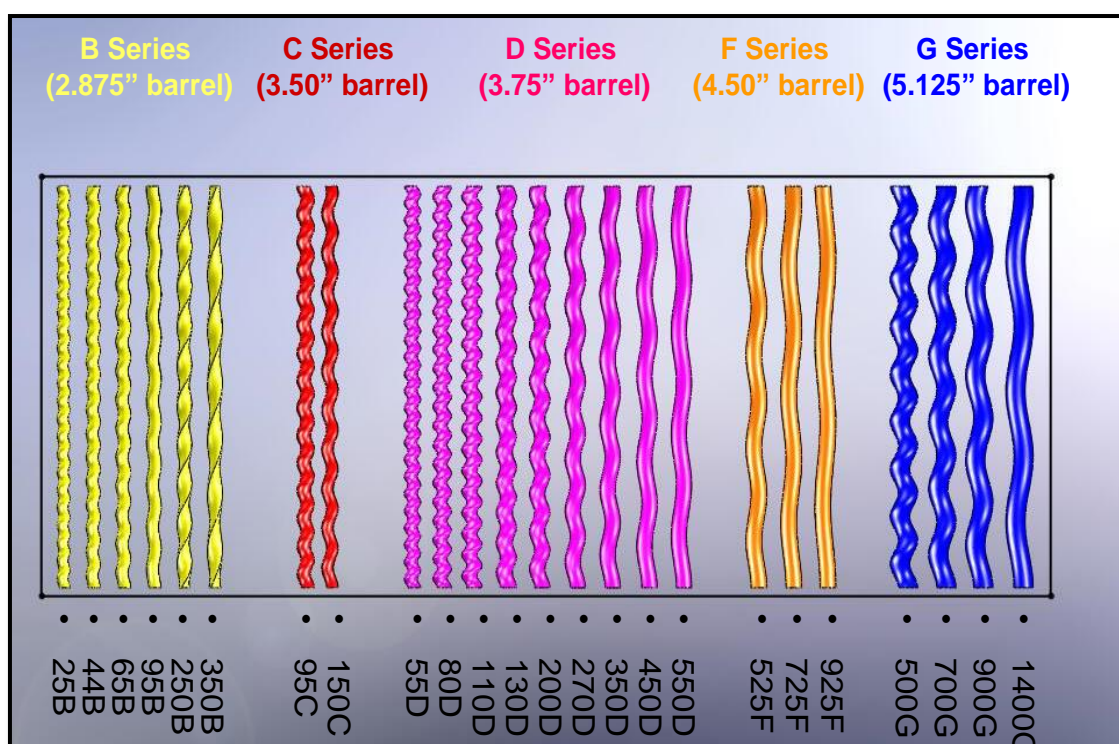 B Series
(2.875” barrel)
C Series
(3.50” barrel)
D Series
(3.75” barrel)
F Series
(4.50” barrel)
G Series
(5.125” barrel)
• 25B
• 44B
• 65B
• 95B
• 250B
• 350B
• 95C
• 150C
• 55D
• 80D
• 110D
• 130D
• 200D
• 270D
• 350D
• 450D
• 550D
• 525F
• 725F
• 925F
• 500G
• 700G
• 900G
• 1400G